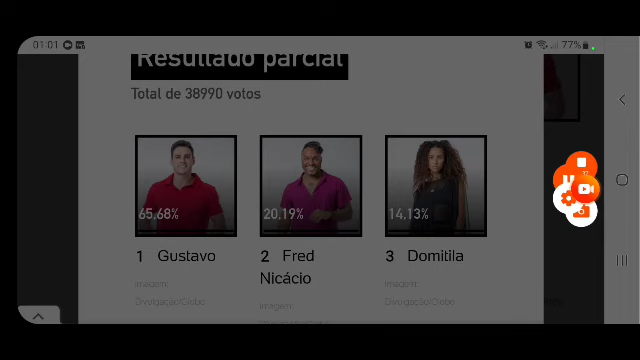 01:01
77%
Resultado parcial
Total de 38990 votos
65,68%
20,19%
14,13%
1 Gustavo
2 Fred
Nicácio
3 Domitila
Imagem:
Divulgação/Globo
Imagem:
Imagem:
Divulgação/Globo